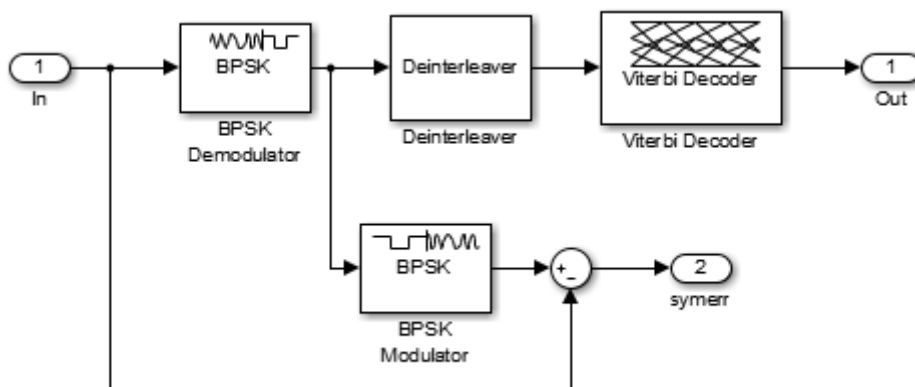 1
In
BPSK
BPSK
Demodulator
Deinterleaver
Deinterleaver
Viterbi Decoder
Viterbi Decoder
1
Out
BPSK
BPSK
Modulator
+
-
2
symerr